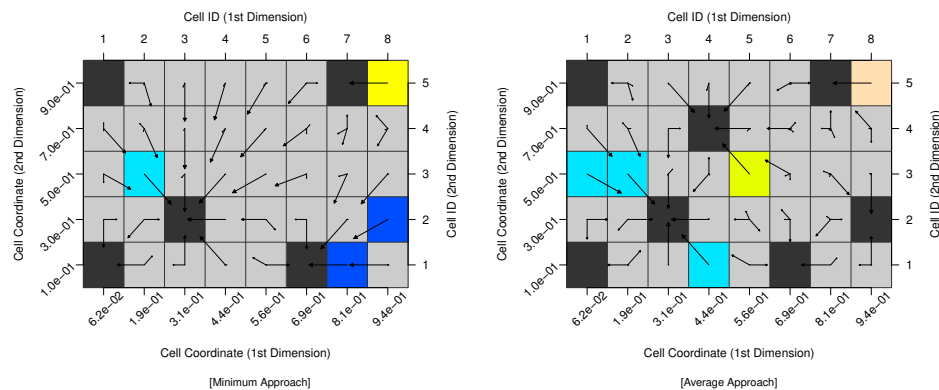 Cell ID (1st Dimension)
1 2 3 4 5 6 7 8
Cell Coordinate (2nd Dimension)
9.0e−01
7.0e−01
5.0e−01
3.0e−01
1.0e−01
5
4
3
2
1
Cell ID (2nd Dimension)
6.2e−02 1.9e−01 3.1e−01 4.4e−01 5.6e−01 6.9e−01 8.1e−01 9.4e−01
Cell Coordinate (1st Dimension)
[Minimum Approach]
Cell ID (1st Dimension)
1 2 3 4 5 6 7 8
Cell Coordinate (2nd Dimension)
9.0e−01
7.0e−01
5.0e−01
3.0e−01
1.0e−01
5
4
3
2
1
Cell ID (2nd Dimension)
6.2e−02 1.9e−01 3.1e−01 4.4e−01 5.6e−01 6.9e−01 8.1e−01 9.4e−01
Cell Coordinate (1st Dimension)
[Average Approach]